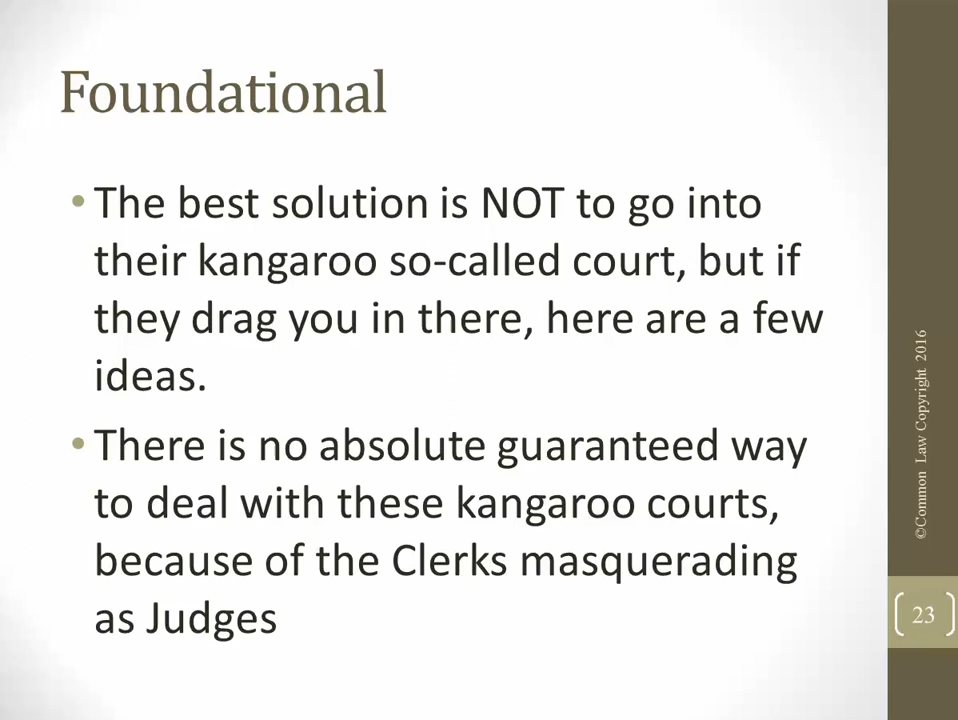 Foundational
• The best solution is NOT to go into
their kangaroo so-called court, but if
they drag you in there, here are a few
ideas.
• There is no absolute guaranteed way
to deal with these kangaroo courts,
because of the Clerks masquerading
as Judges
©Common Law Copyright 2016
23